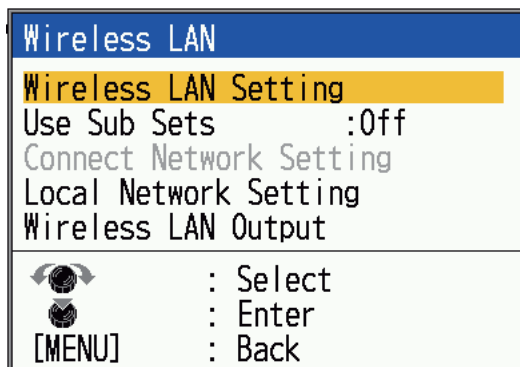 Wireless LAN
Wireless LAN Setting
Use Sub Sets :Off
Connect Network Setting
Local Network Setting
Wireless LAN Output
: Select
: Enter
[MENU] : Back